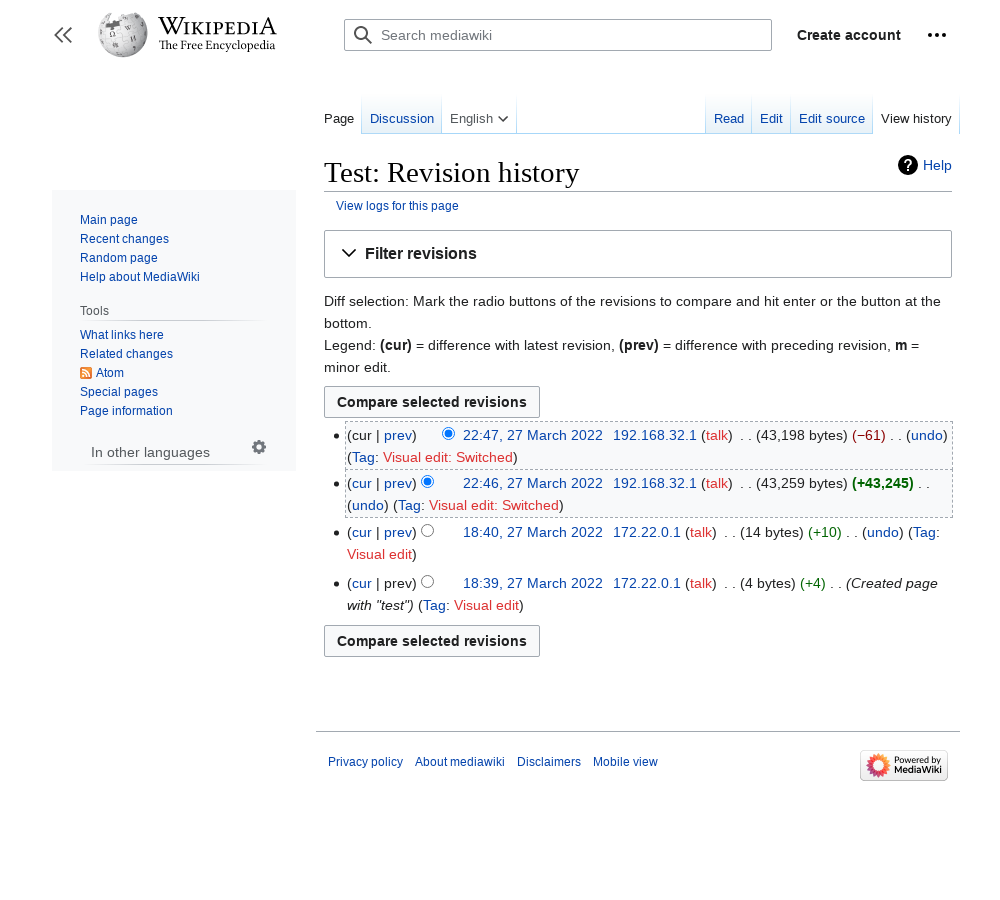 WIKIPEDIA
The Free Encyclopedia
Search mediawiki
Create account
Page
Discussion
English
Read
Edit
Edit source
View history
Test: Revision history
Help
View logs for this page
Main page
Recent changes
Random page
Help about MediaWiki
Tools
What links here
Related changes
Atom
Special pages
Page information
In other languages
Filter revisions
Diff selection: Mark the radio buttons of the revisions to compare and hit enter or the button at the
bottom.
Legend: (cur) = difference with latest revision, (prev) = difference with preceding revision, m =
minor edit.
Compare selected revisions
(cur | prev) 22:47, 27 March 2022 192.168.32.1 (talk) . . (43,198 bytes) (−61) . . (undo)
(Tag: Visual edit: Switched)
(cur | prev) 22:46, 27 March 2022 192.168.32.1 (talk) . . (43,259 bytes) (+43,245) . .
(undo) (Tag: Visual edit: Switched)
(cur | prev) 18:40, 27 March 2022 172.22.0.1 (talk) . . (14 bytes) (+10) . . (undo) (Tag:
Visual edit)
(cur | prev) 18:39, 27 March 2022 172.22.0.1 (talk) . . (4 bytes) (+4) . . (Created page
with "test") (Tag: Visual edit)
Compare selected revisions
Privacy policy
About mediawiki
Disclaimers
Mobile view
Powered by
MediaWiki